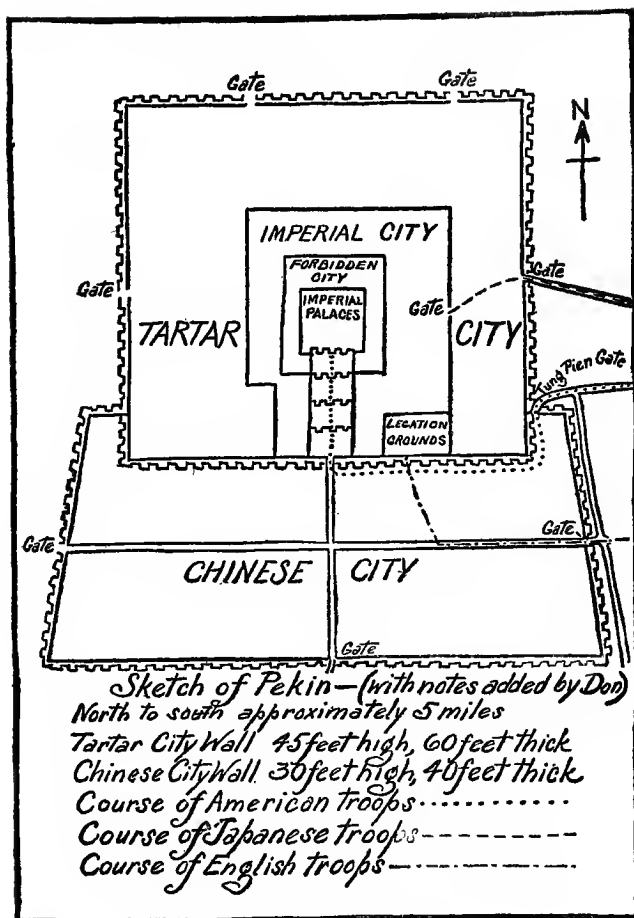 Gate
Gate
N
IMPERIAL CITY
FORBIDDEN
CITY
IMPERIAL
PALACES
Gate
Gate
Gate
TARTAR
CITY
Tung Pien Gate
LEGATION
GROUNDS
Gate
Gate
CHINESE CITY
Gate
Sketch of Pekin—(with notes added by Don)
North to south approximately 5 miles
Tartar City Wall 45 feet high, 60 feet thick
Chinese City Wall. 30 feet high, 40 feet thick
Course of American troops
Course of Japanese troops
Course of English troops